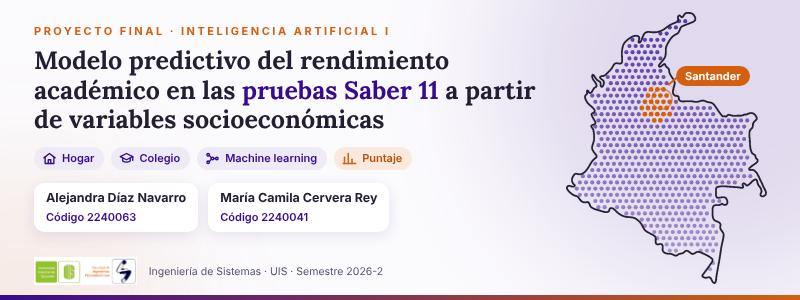 PROYECTO FINAL · INTELIGENCIA ARTIFICIAL I
Modelo predictivo del rendimiento
académico en las pruebas Saber 11 a partir
de variables socioeconómicas
Hogar
Colegio
Machine learning
Puntaje
Alejandra Díaz Navarro
Código 2240063
María Camila Cervera Rey
Código 2240041
Ingeniería de Sistemas · UIS · Semestre 2026-2
Santander